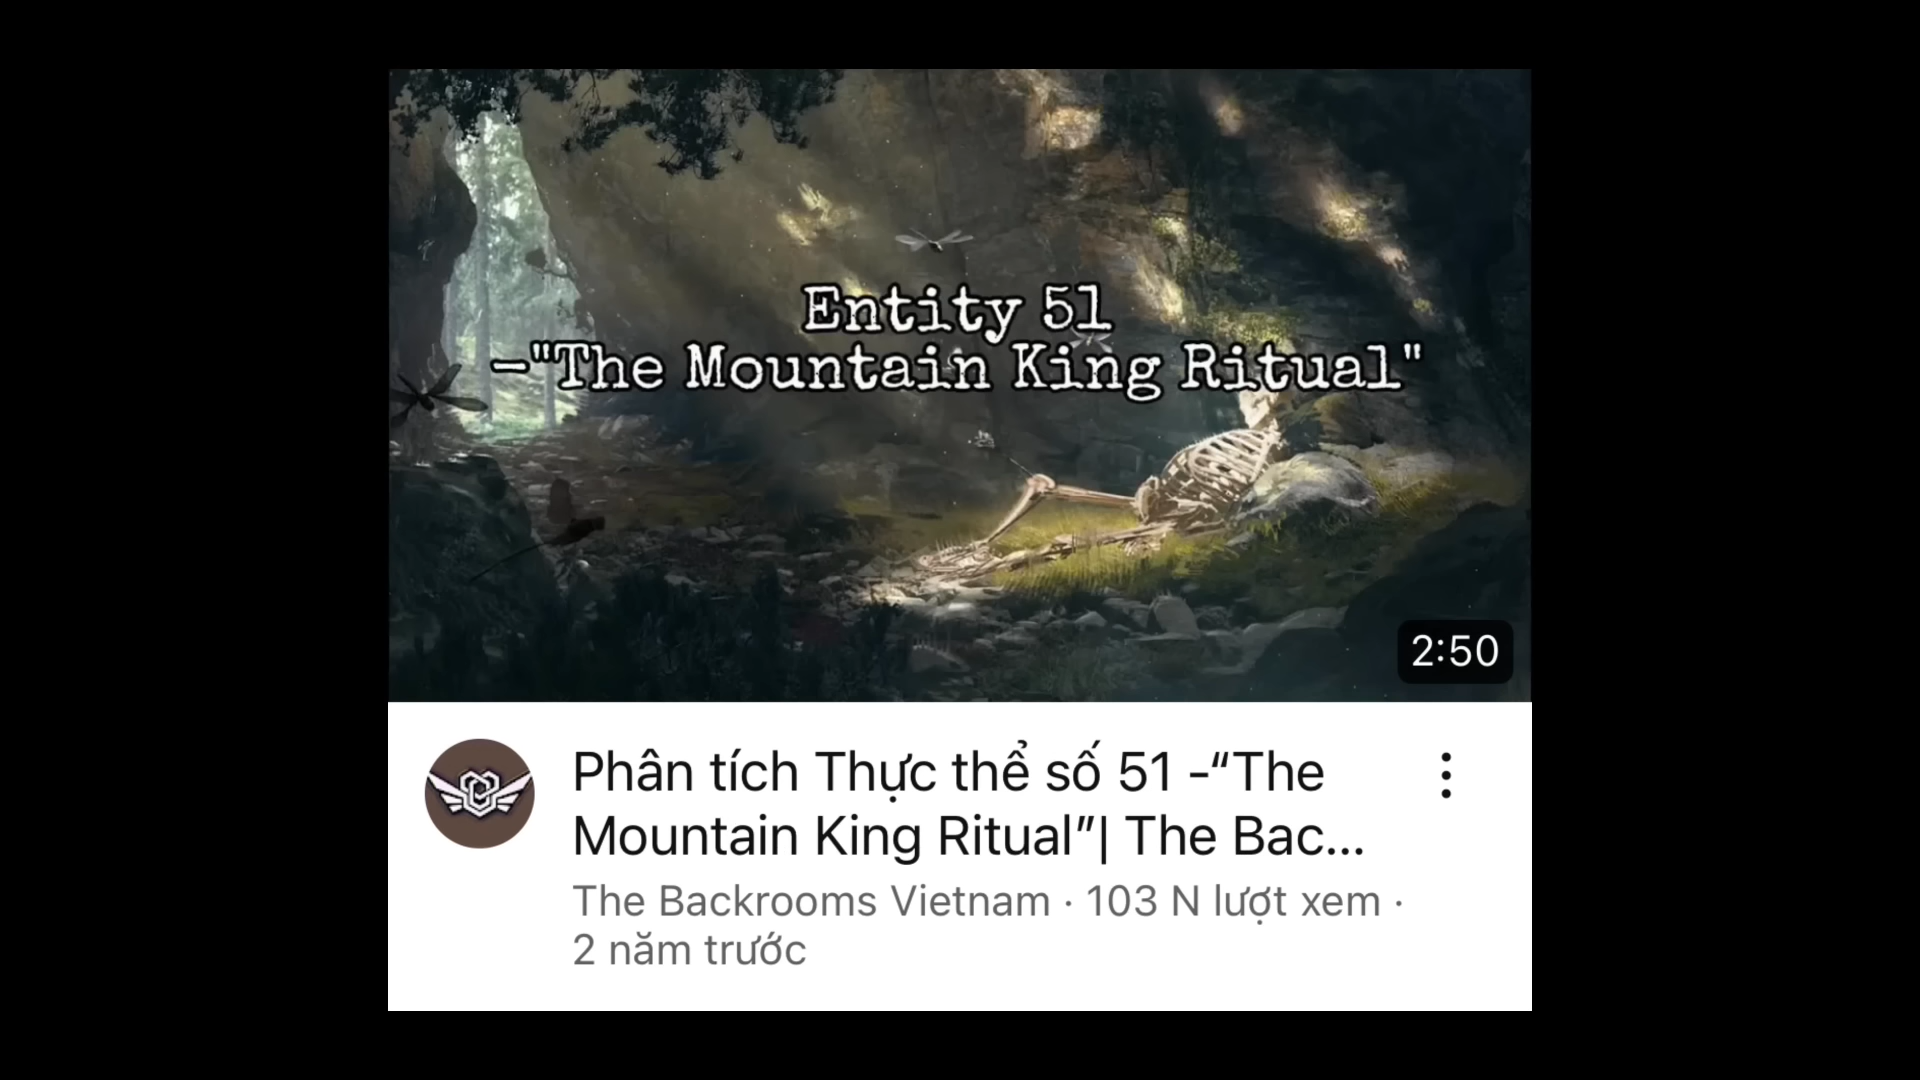 Entity 51
-"The Mountain King Ritual"
2:50
Phân tích Thực thể số 51 -“The
Mountain King Ritual”| The Bac...
The Backrooms Vietnam · 103 N lượt xem ·
2 năm trước